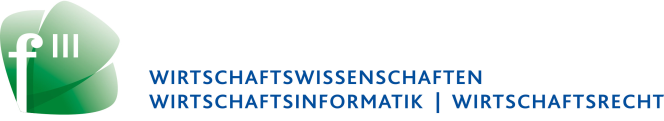 f III
WIRTSCHAFTSWISSENSCHAFTEN
WIRTSCHAFTSINFORMATIK | WIRTSCHAFTSRECHT